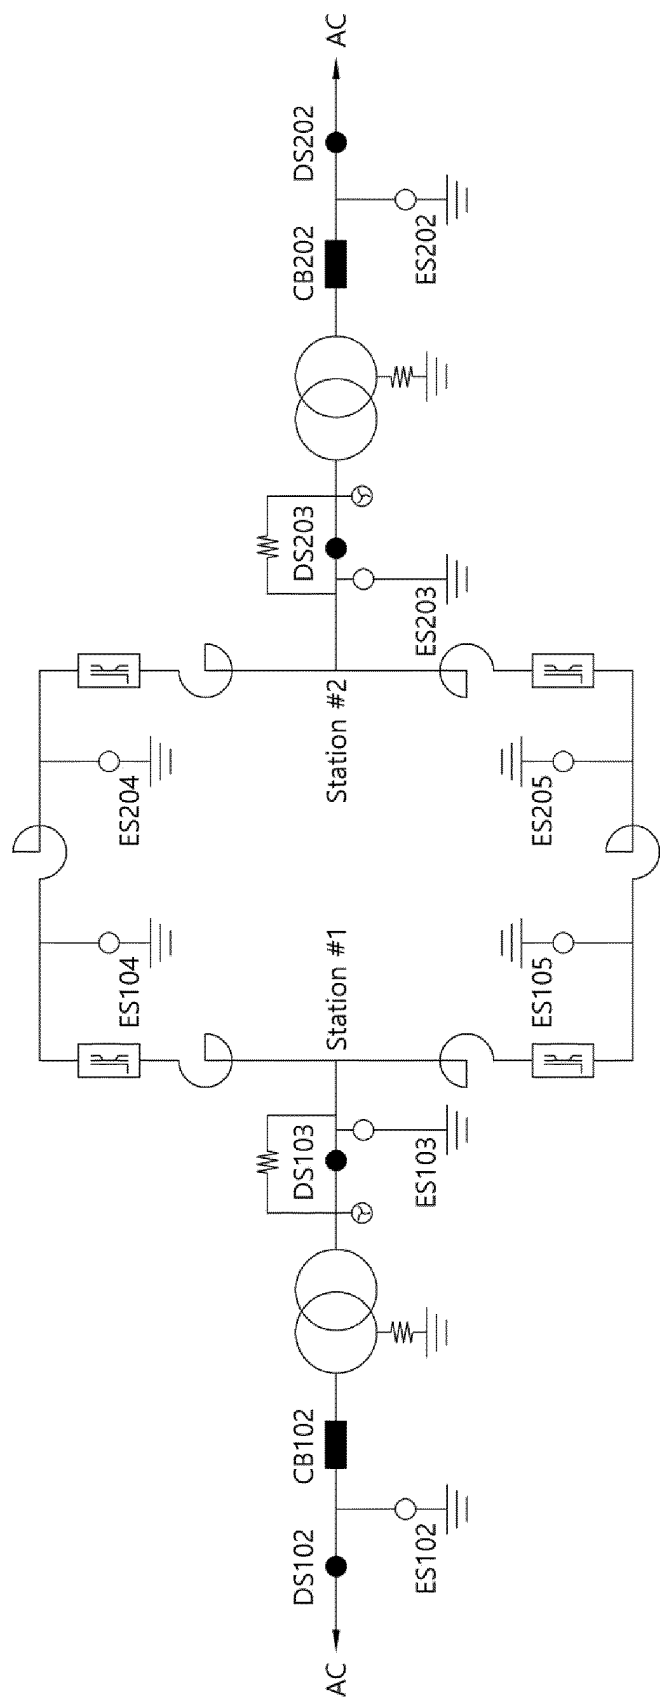 AC
DS202
CB202
ES202
DS203
ES203
Station #2
ES204
ES205
ES104
ES105
Station #1
DS103
ES103
CB102
DS102
ES102
AC